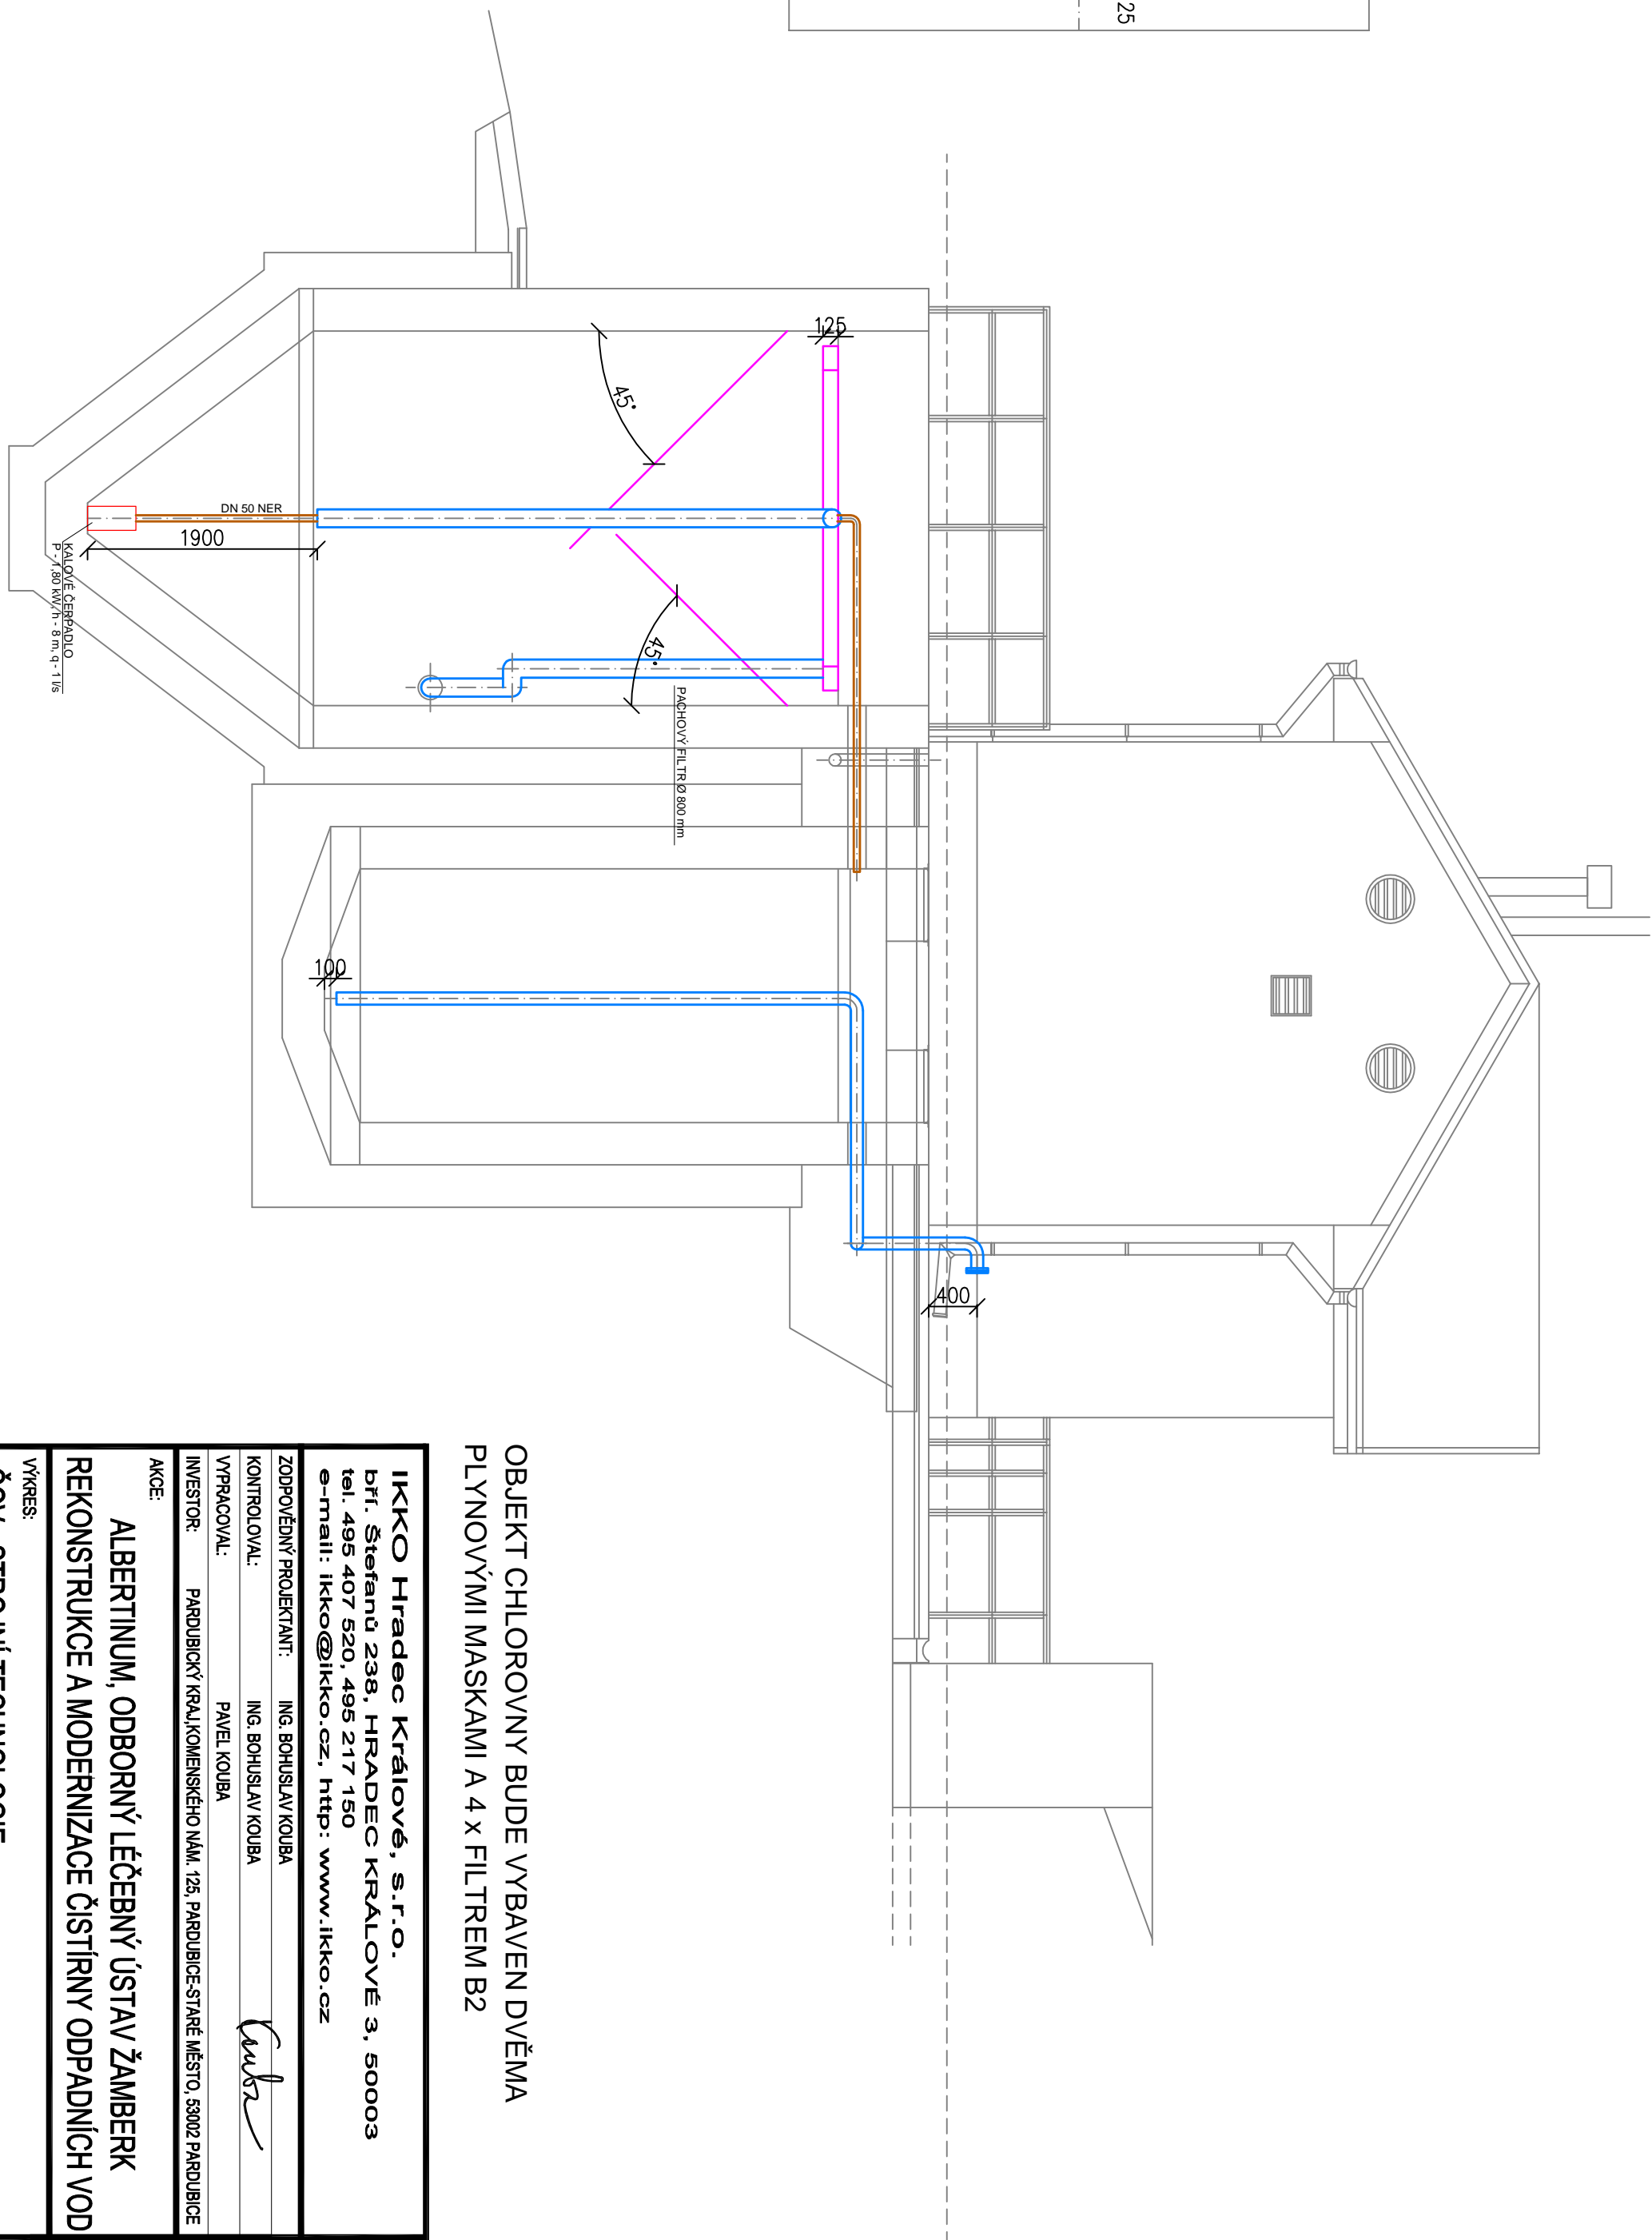 25
125
45°
DN 50 NER
1900
KALOVÉ ČERPADLO
P - 1,80 kW, h - 8 m, q - 1 l/s
45°
PACHOVÝ FILTR Ø 800 mm
100
400
OBJEKT CHLOROVNY BUDE VYBAVEN DVĚMA
PLYNOVÝMI MASKAMI A 4 x FILTREM B2
IKKO Hradec Králové, s.r.o.
bří. Štefanů 238, HRADEC KRÁLOVÉ 3, 50003
tel. 495 407 520, 495 217 150
e-mail: ikko@ikko.cz, http: www.ikko.cz
ZODPOVĚDNÝ PROJEKTANT: ING. BOHUSLAV KOUBA
KONTROLOVAL: ING. BOHUSLAV KOUBA
VYPRACOVAL: PAVEL KOUBA
INVESTOR: PARDUBICKÝ KRAJ,KOMENSKÉHO NÁM. 125, PARDUBICE-STARÉ MĚSTO, 53002 PARDUBICE
AKCE:
ALBERTINUM, ODBORNÝ LÉČEBNÝ ÚSTAV ŽAMBERK
REKONSTRUKCE A MODERNIZACE ČISTÍRNY ODPADNÍCH VOD
VÝKRES:
ČOV - STROJNÍ TECHNOLOGIE